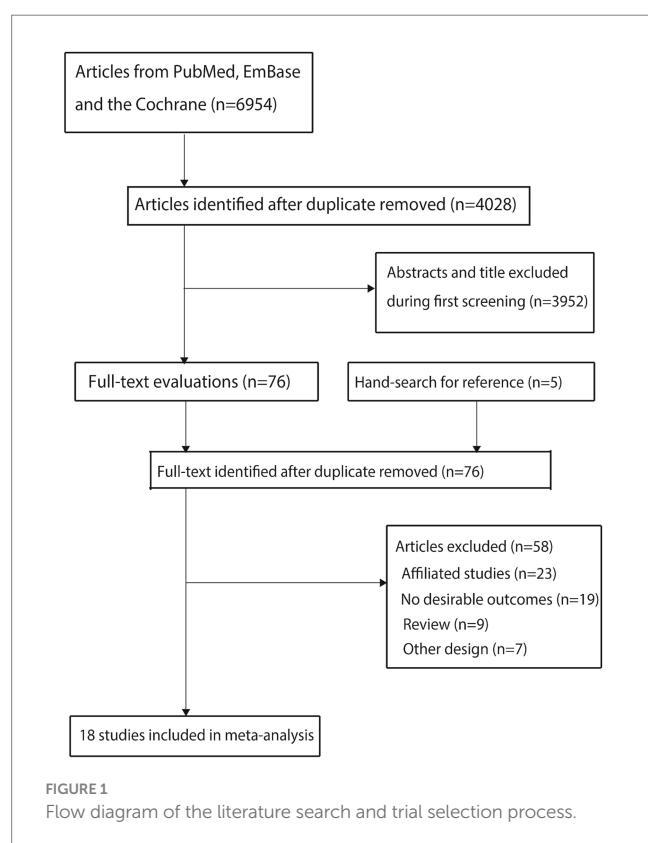 Articles from PubMed, EmBase
and the Cochrane (n=6954)
Articles identified after duplicate removed (n=4028)
Abstracts and title excluded
during first screening (n=3952)
Full-text evaluations (n=76)
Hand-search for reference (n=5)
Full-text identified after duplicate removed (n=76)
Articles excluded (n=58)
Affiliated studies (n=23)
No desirable outcomes (n=19)
Review (n=9)
Other design (n=7)
18 studies included in meta-analysis
FIGURE 1
Flow diagram of the literature search and trial selection process.